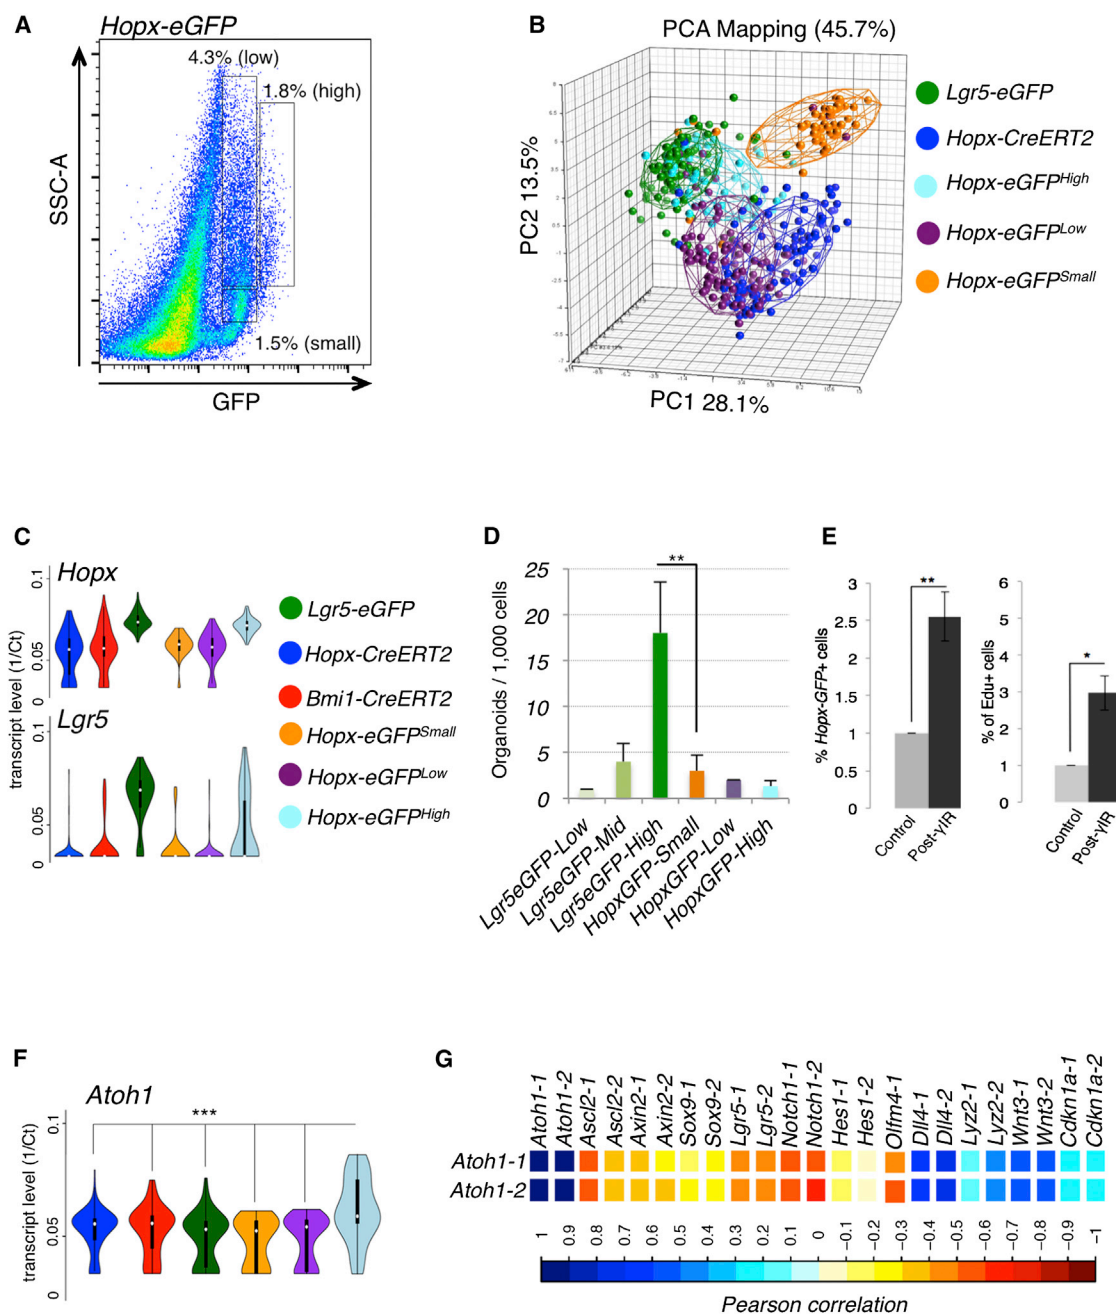 A
Hopx-eGFP
4.3% (low)
1.8% (high)
1.5% (small)
SSC-A
GFP
B
PCA Mapping (45.7%)
PC2 13.5%
PC1 28.1%
Lgr5-eGFP
Hopx-CreERT2
Hopx-eGFPHigh
Hopx-eGFPLow
Hopx-eGFPSmall
C
Hopx
0.1
0.05
0
Lgr5
0.1
0.05
0
transcript level (1/Ct)
Lgr5-eGFP
Hopx-CreERT2
Bmi1-CreERT2
Hopx-eGFPSmall
Hopx-eGFPLow
Hopx-eGFPHigh
D
Organoids / 1,000 cells
25
20
15
10
5
0
**
Lgr5eGFP-Low
Lgr5eGFP-Mid
Lgr5eGFP-High
HopxGFP-Small
HopxGFP-Low
HopxGFP-High
E
% Hopx-GFP+ cells
3
2.5
2
1.5
1
0.5
0
**
Control
Post-γIR
% of Edu+ cells
6
5
4
3
2
1
0
*
Control
Post-γIR
F
Atoh1
***
transcript level (1/Ct)
0.1
0.05
0
G
Atoh1-1 Atoh1-2 Ascl2-1 Ascl2-2 Axin2-1 Axin2-2 Sox9-1 Sox9-2 Lgr5-1 Lgr5-2 Notch1-1 Notch1-2 Hes1-1 Hes1-2 Olfm4-1 Dll4-1 Dll4-2 Lyz2-1 Lyz2-2 Wnt3-1 Wnt3-2 Cdkn1a-1 Cdkn1a-2
Atoh1-1
Atoh1-2
1 0.9 0.8 0.7 0.6 0.5 0.4 0.3 0.2 0.1 0 −0.1 −0.2 −0.3 −0.4 −0.5 −0.6 −0.7 −0.8 −0.9 −1
Pearson correlation